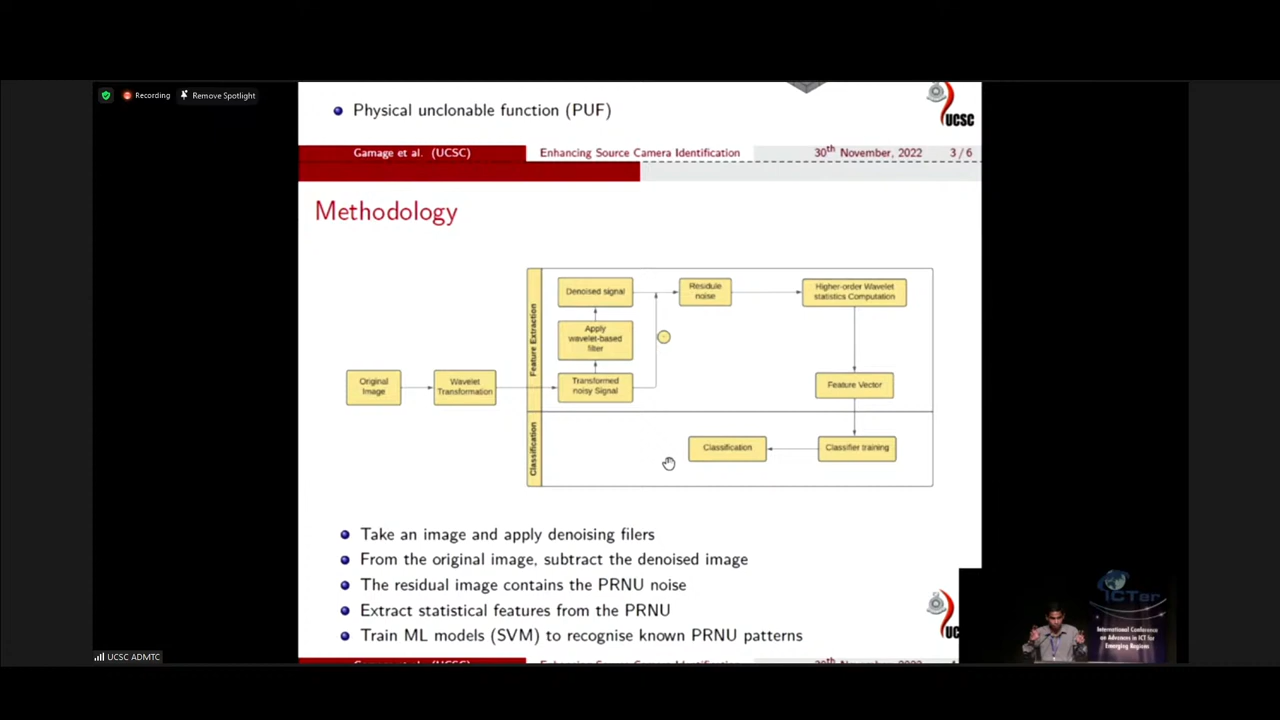 Recording
Remove Spotlight
Physical unclonable function (PUF)
UCSC
Gamage et al. (UCSC)
Enhancing Source Camera Identification
30th November, 2022
3 / 6
Methodology
Feature Extraction
Denoised signal
Residule
noise
Higher-order Wavelet
statistics Computation
Apply
wavelet-based
filter
Original
Image
Wavelet
Transformation
Transformed
noisy Signal
Feature Vector
Classification
Classification
Classifier training
Take an image and apply denoising filers
From the original image, subtract the denoised image
The residual image contains the PRNU noise
Extract statistical features from the PRNU
Train ML models (SVM) to recognise known PRNU patterns
ICTer
International Conference
on Advances in ICT for
Emerging Regions
UCSC ADMTC